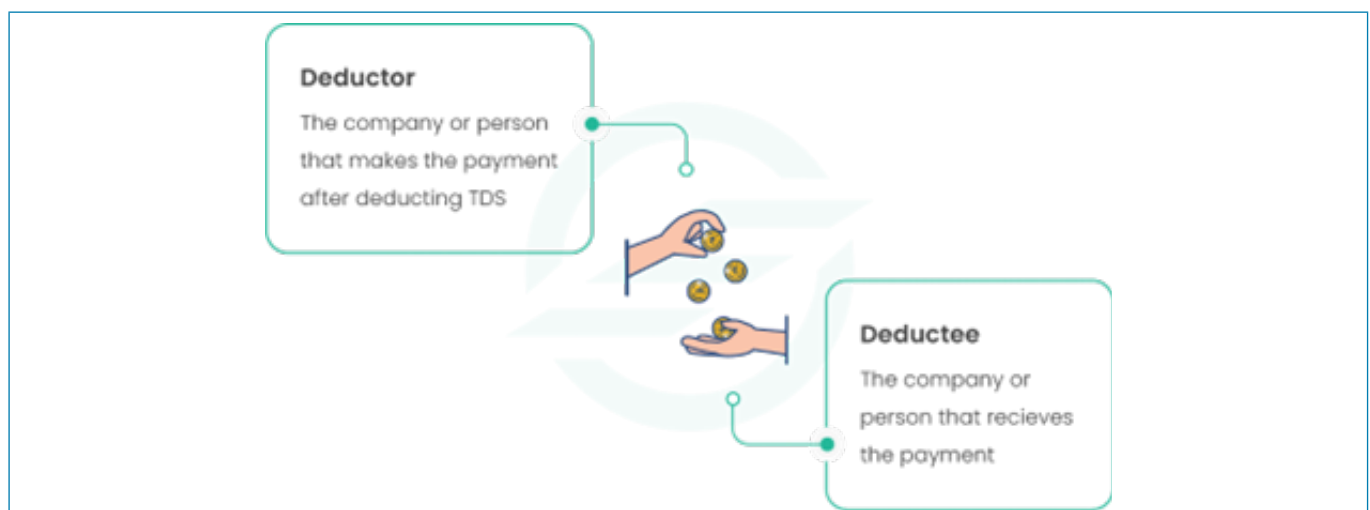 Deductor
The company or person
that makes the payment
after deducting TDS
Deductee
The company or
person that recieves
the payment